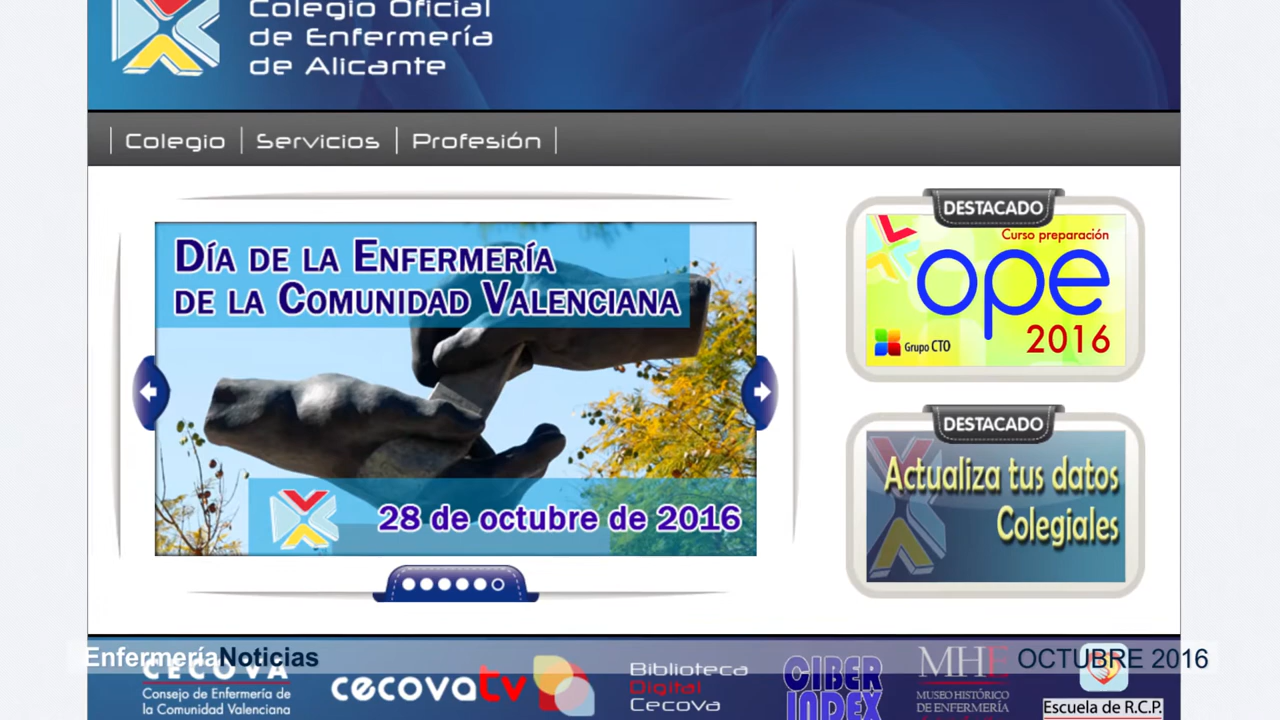 Colegio Oficial
de Enfermería
de Alicante
Colegio
Servicios
Profesión
DÍA DE LA ENFERMERÍA
DE LA COMUNIDAD VALENCIANA
28 de octubre de 2016
DESTACADO
Curso preparación
ope
2016
Grupo CTO
DESTACADO
Actualiza tus datos
Colegiales
EnfermeríaNoticias
OCTUBRE 2016
CECOVA
Consejo de Enfermería de
la Comunidad Valenciana
cecovatv
Biblioteca
Digital
Cecova
CIBER
INDEX
MHE
MUSEO HISTÓRICO
DE ENFERMERÍA
Escuela de R.C.P.